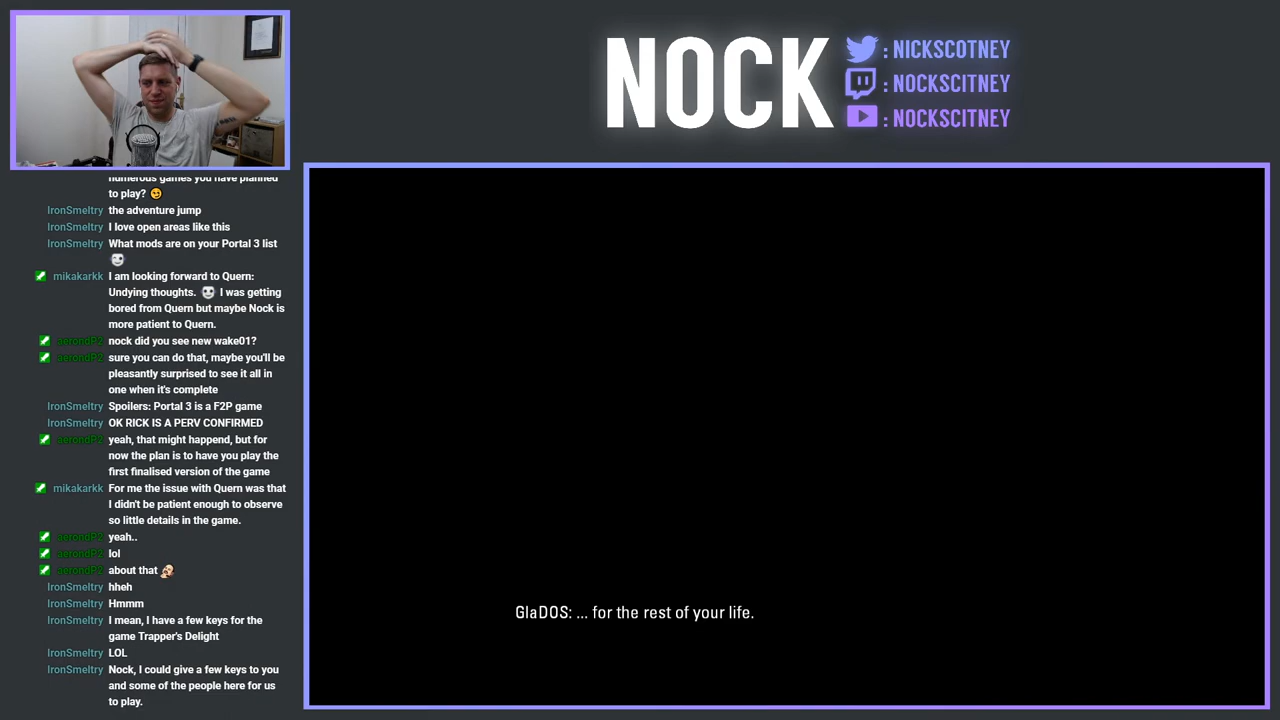 NOCK
: NICKSCOTNEY
: NOCKSCITNEY
: NOCKSCITNEY
numerous games you have planned
to play?
IronSmeltry the adventure jump
IronSmeltry I love open areas like this
IronSmeltry What mods are on your Portal 3 list
mikakarkk I am looking forward to Quern:
Undying thoughts. I was getting
bored from Quern but maybe Nock is
more patient to Quern.
aerondP2 nock did you see new wake01?
aerondP2 sure you can do that, maybe you'll be
pleasantly surprised to see it all in
one when it's complete
IronSmeltry Spoilers: Portal 3 is a F2P game
IronSmeltry OK RICK IS A PERV CONFIRMED
aerondP2 yeah, that might happend, but for
now the plan is to have you play the
first finalised version of the game
mikakarkk For me the issue with Quern was that
I didn't be patient enough to observe
so little details in the game.
aerondP2 yeah..
aerondP2 lol
aerondP2 about that
IronSmeltry hheh
IronSmeltry Hmmm
IronSmeltry I mean, I have a few keys for the
game Trapper's Delight
IronSmeltry LOL
IronSmeltry Nock, I could give a few keys to you
and some of the people here for us
to play.
GlaDOS: ... for the rest of your life.